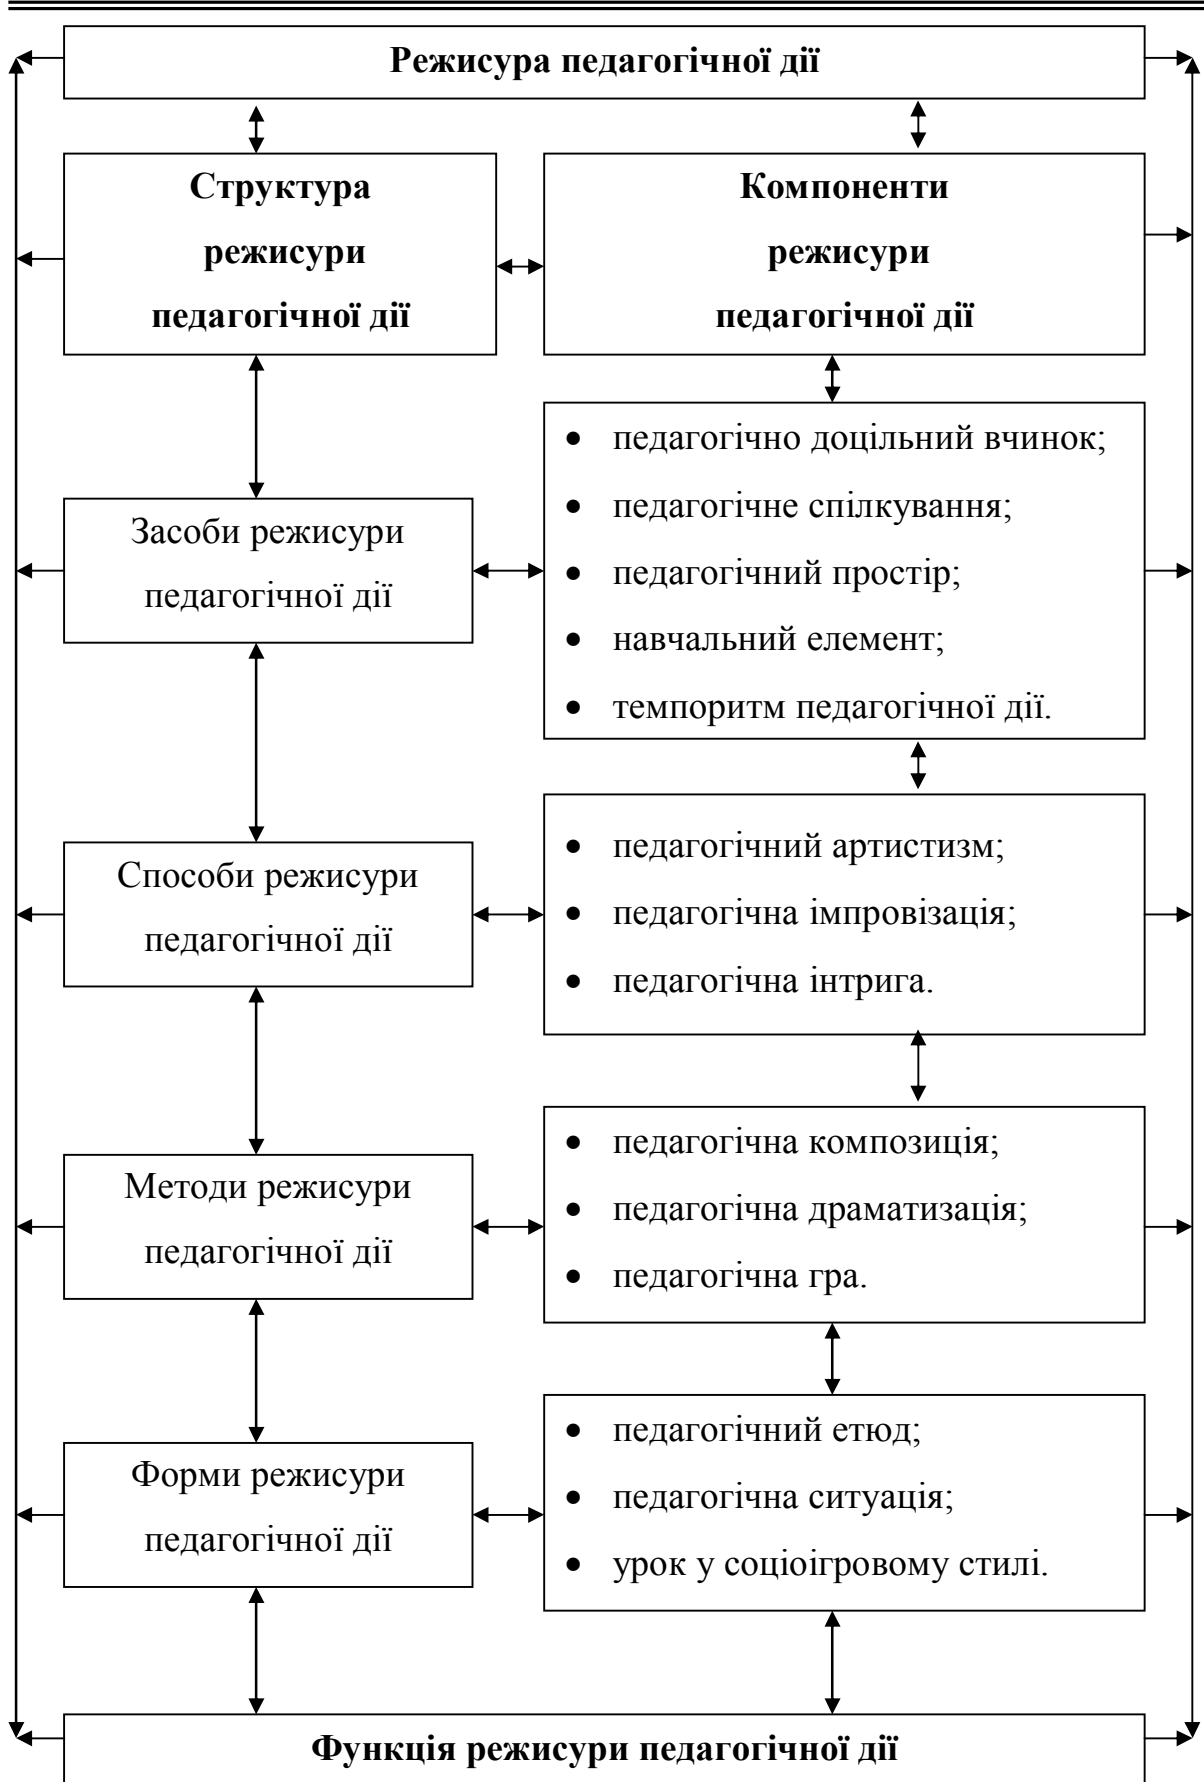 Режисура педагогічної дії
Структура
режисури
педагогічної дії
Компоненти
режисури
педагогічної дії
Засоби режисури
педагогічної дії
• педагогічно доцільний вчинок;
• педагогічне спілкування;
• педагогічний простір;
• навчальний елемент;
• темпоритм педагогічної дії.
Способи режисури
педагогічної дії
• педагогічний артистизм;
• педагогічна імпровізація;
• педагогічна інтрига.
Методи режисури
педагогічної дії
• педагогічна композиція;
• педагогічна драматизація;
• педагогічна гра.
Форми режисури
педагогічної дії
• педагогічний етюд;
• педагогічна ситуація;
• урок у соціоігровому стилі.
Функція режисури педагогічної дії